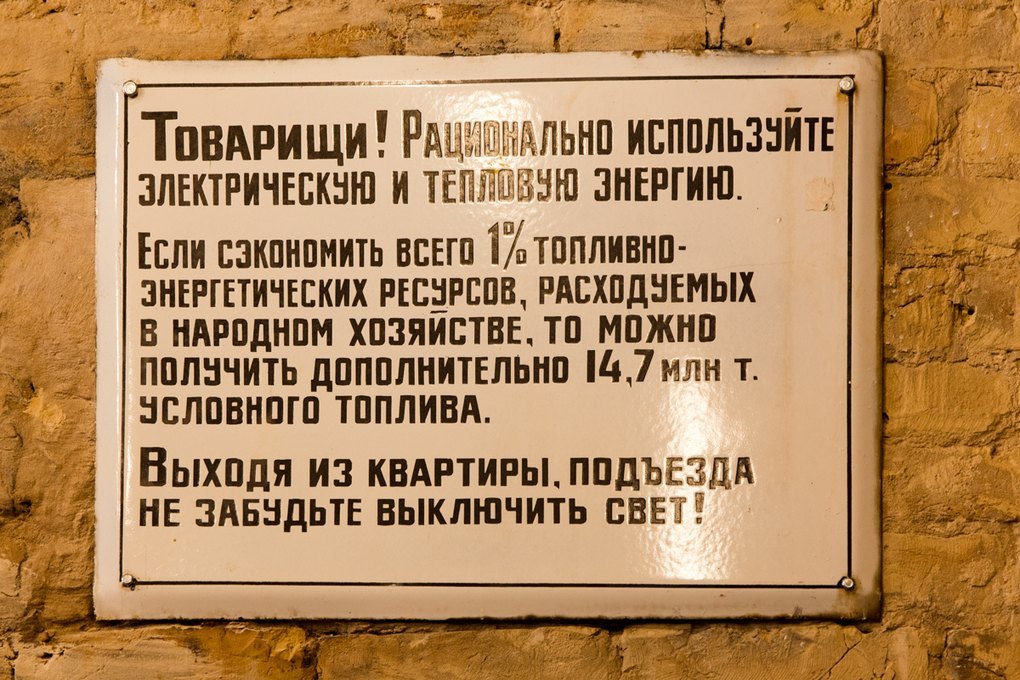 Товарищи! Рационально используйте
электрическую и тепловую энергию.
Если сэкономить всего 1% топливно-
энергетических ресурсов, расходуемых
в народном хозяйстве, то можно
получить дополнительно 14,7 млн т.
условного топлива.
Выходя из квартиры, подъезда
не забудьте выключить свет!